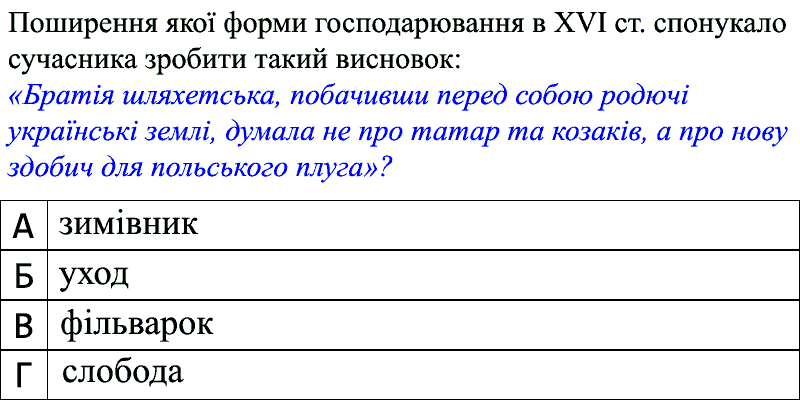 Поширення якої форми господарювання в XVI ст. спонукало
сучасника зробити такий висновок:
«Братія шляхетська, побачивши перед собою родючі
українські землі, думала не про татар та козаків, а про нову
здобич для польського плуга»?
А зимівник
Б уход
В фільварок
Г слобода